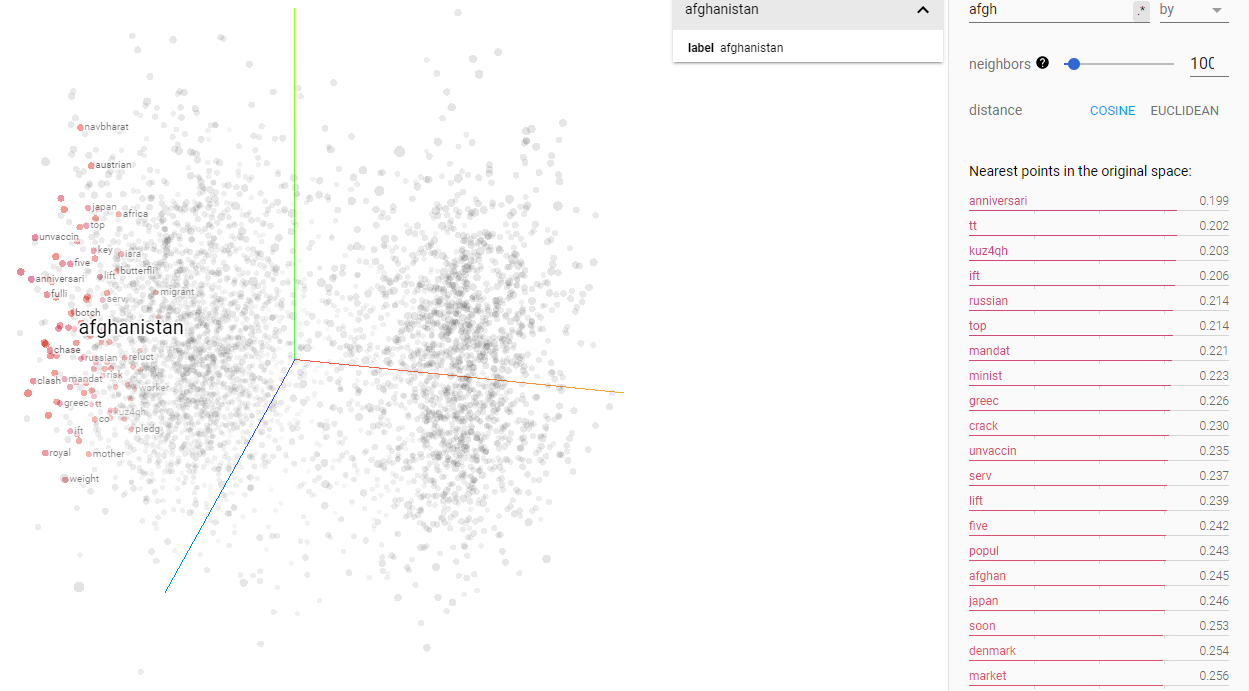 afghanistan
label afghanistan
navbharat
austrian
japan
africa
top
unvaccin
key
isra
five
butterfli
anniversari
lift
fulli
serv
migrant
botch
afghanistan
chase
russian
reluct
clash
mandat
risk
worker
greec
tt
kuz4qh
co
ift
pledg
royal
mother
weight
afgh .* by
neighbors ? 100
distance COSINE EUCLIDEAN
Nearest points in the original space:
anniversari 0.199
tt 0.202
kuz4qh 0.203
ift 0.206
russian 0.214
top 0.214
mandat 0.221
minist 0.223
greec 0.226
crack 0.230
unvaccin 0.235
serv 0.237
lift 0.239
five 0.242
popul 0.243
afghan 0.245
japan 0.246
soon 0.253
denmark 0.254
market 0.256